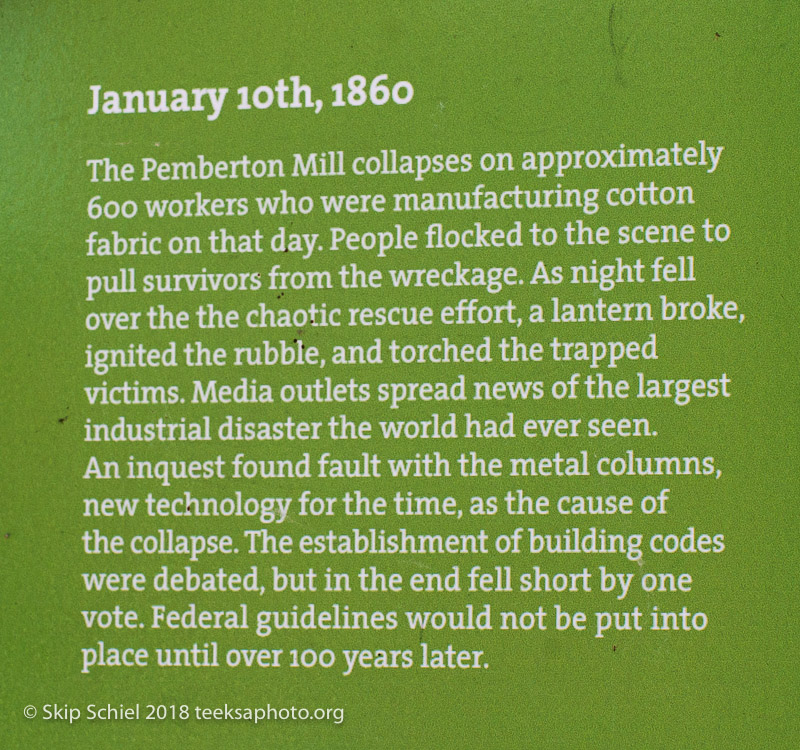 January 10th, 1860
The Pemberton Mill collapses on approximately
600 workers who were manufacturing cotton
fabric on that day. People flocked to the scene to
pull survivors from the wreckage. As night fell
over the the chaotic rescue effort, a lantern broke,
ignited the rubble, and torched the trapped
victims. Media outlets spread news of the largest
industrial disaster the world had ever seen.
An inquest found fault with the metal columns,
new technology for the time, as the cause of
the collapse. The establishment of building codes
were debated, but in the end fell short by one
vote. Federal guidelines would not be put into
place until over 100 years later.
© Skip Schiel 2018 teeksaphoto.org